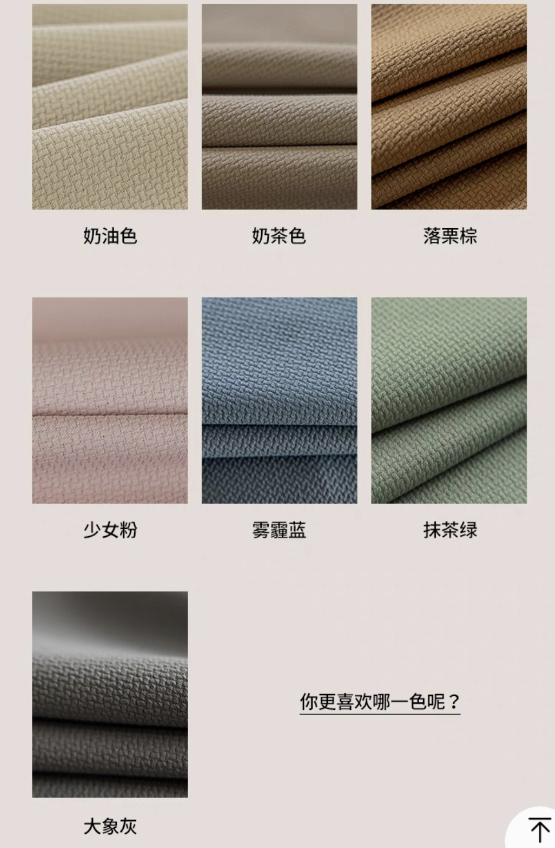 奶油色
奶茶色
落栗棕
少女粉
雾霾蓝
抹茶绿
你更喜欢哪一色呢？
大象灰